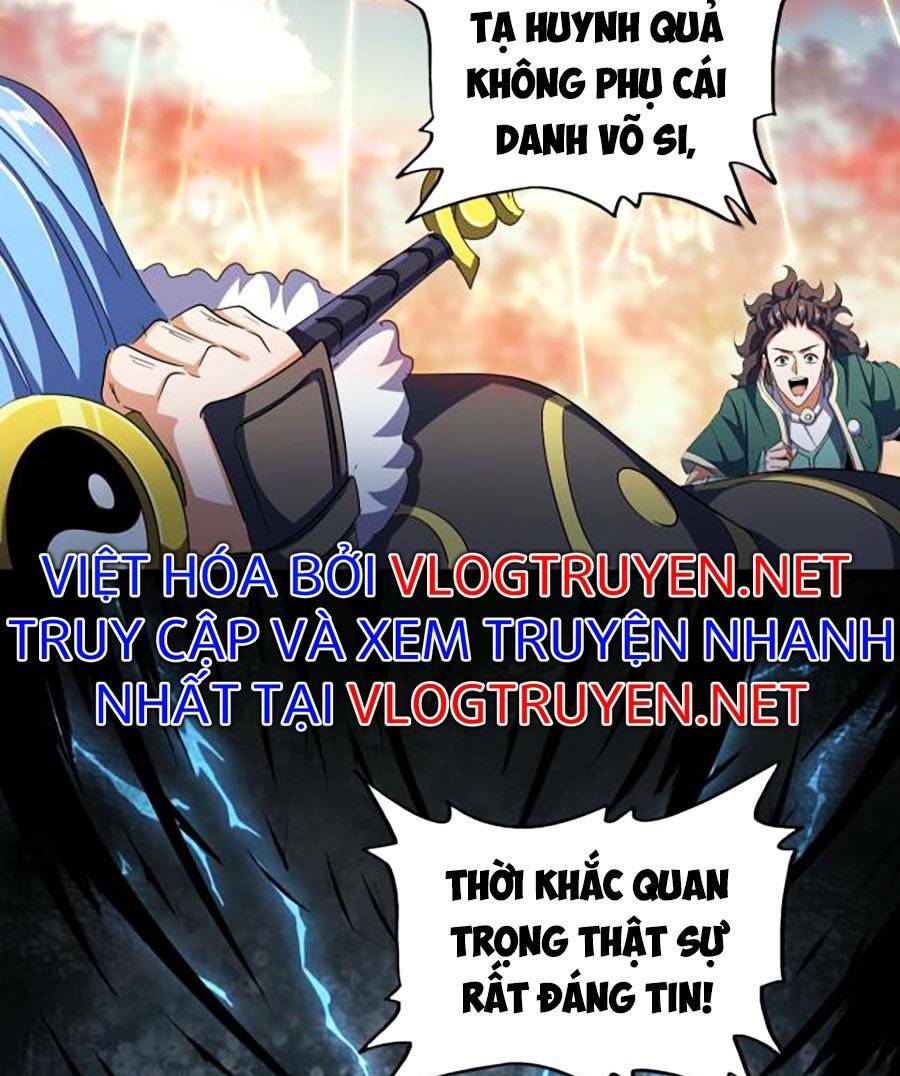 TẠ HUYNH QUẢ
KHÔNG PHỤ CÁI
DANH VÕ SI,
VIỆT HÓA BỞI VLOGTRUYEN.NET
TRUY CẬP VÀ XEM TRUYỆN NHANH
NHẤT TẠI VLOGTRUYEN.NET
THỜI KHẮC QUAN
TRỌNG THẬT SỰ
RẤT ĐÁNG TIN!